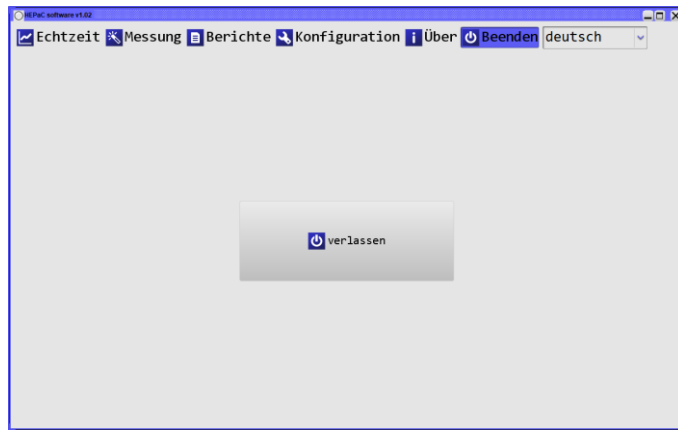 HEPaC software v1.02
Echtzeit Messung Berichte Konfiguration Über Beenden deutsch
verlassen